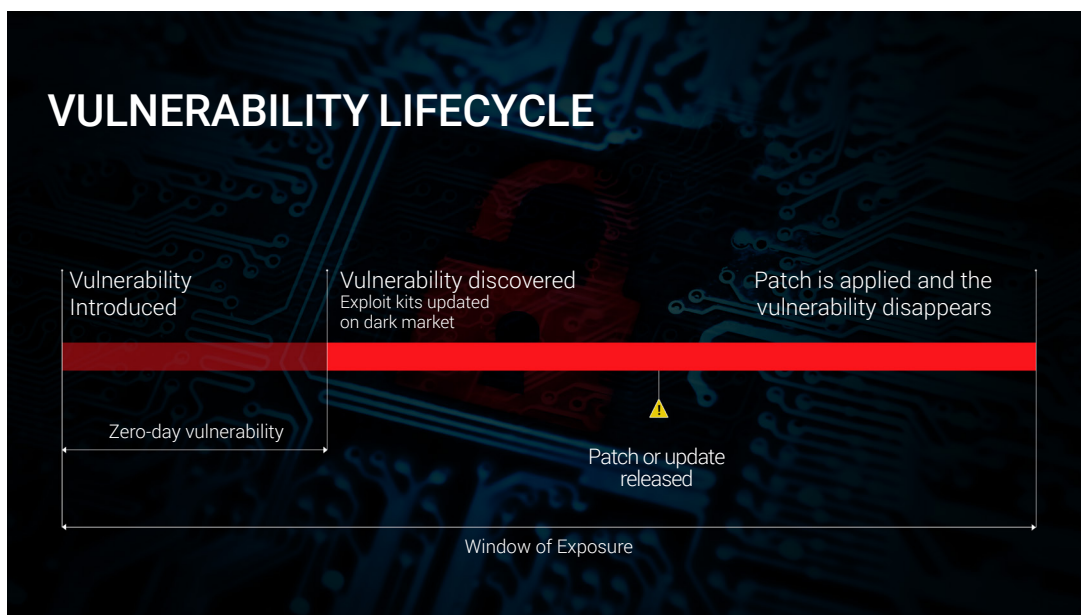 VULNERABILITY LIFECYCLE
Vulnerability
Introduced
Vulnerability discovered
Exploit kits updated
on dark market
Patch is applied and the
vulnerability disappears
Zero-day vulnerability
Patch or update
released
Window of Exposure